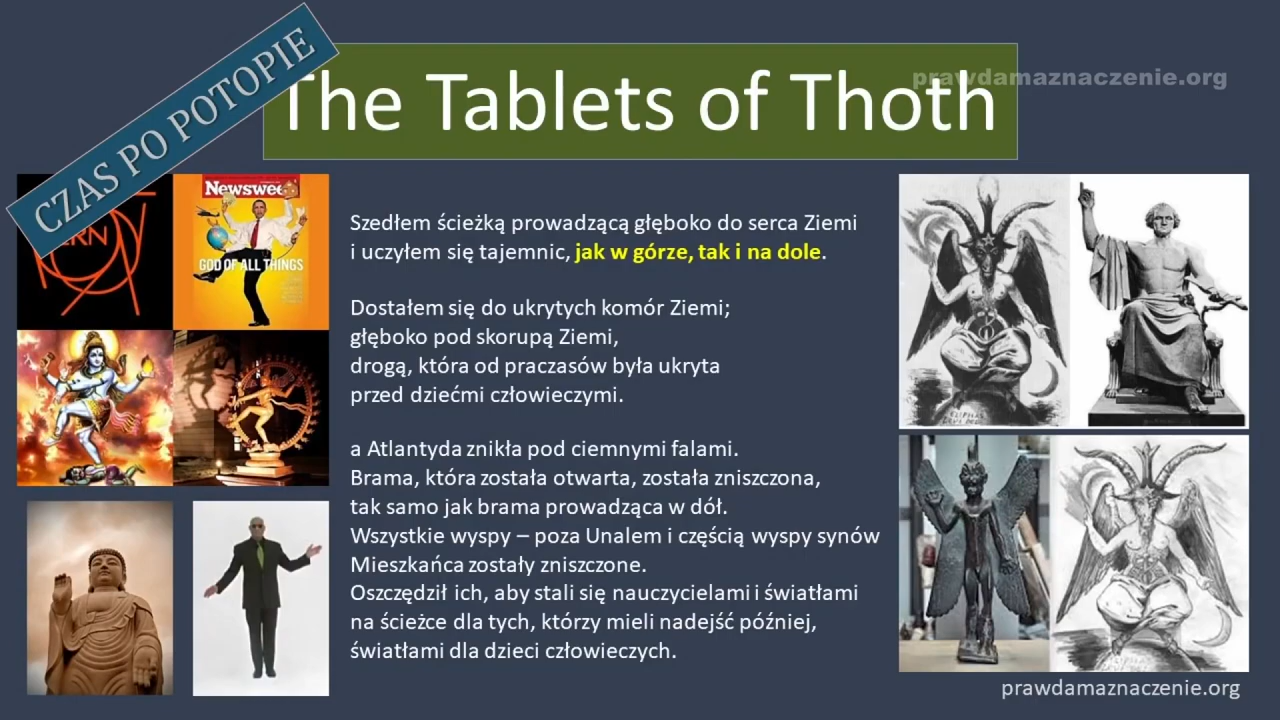 CZAS PO POTOPIE
The Tablets of Thoth
prawdamaznaczenie.org
ERN
Newswee
GOD OF ALL THINGS
Szedłem ścieżką prowadzącą głęboko do serca Ziemi
i uczyłem się tajemnic, jak w górze, tak i na dole.
Dostałem się do ukrytych komór Ziemi;
głęboko pod skorupą Ziemi,
drogą, która od praczasów była ukryta
przed dziećmi człowieczymi.
a Atlantyda znikła pod ciemnymi falami.
Brama, która została otwarta, została zniszczona,
tak samo jak brama prowadząca w dół.
Wszystkie wyspy – poza Unalem i częścią wyspy synów
Mieszkańca zostały zniszczone.
Oszczędził ich, aby stali się nauczycielami i światłami
na ścieżce dla tych, którzy mieli nadejść później,
światłami dla dzieci człowieczych.
prawdamaznaczenie.org